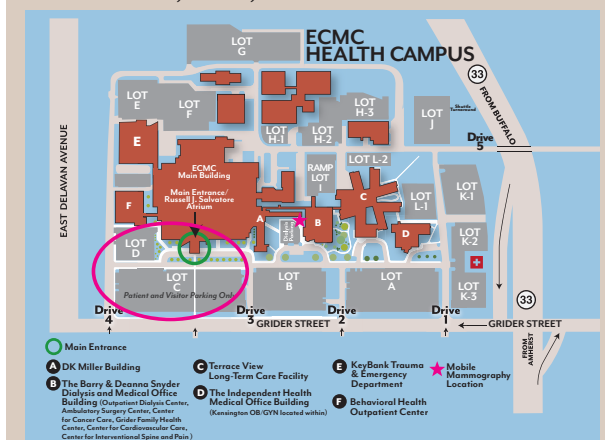 ECMC
HEALTH CAMPUS
LOT
G
33
FROM BUFFALO
LOT
E
LOT
F
LOT
H-3
LOT
J
Shuttle
Turnaround
LOT
H-1
LOT
H-2
Drive
5
E
ECMC
Main Building
Main Entrance/
Russell J. Salvatore
Atrium
RAMP
LOT
I
LOT L-2
EAST DELAVAN AVENUE
F
A
B
C
LOT
L-1
LOT
K-1
Dialysis
Parking
D
LOT
D
LOT
K-2
LOT
C
Patient and Visitor Parking Only
LOT
B
LOT
A
LOT
K-3
33
Drive
4
Drive
3
Drive
2
Drive
1
GRIDER STREET
GRIDER STREET
FROM
AMHERST
Main Entrance
A DK Miller Building
B The Barry & Deanna Snyder
Dialysis and Medical Office
Building (Outpatient Dialysis Center,
Ambulatory Surgery Center, Center
for Cancer Care, Grider Family Health
Center, Center for Cardiovascular Care,
Center for Interventional Spine and Pain)
C Terrace View
Long-Term Care Facility
D The Independent Health
Medical Office Building
(Kensington OB/GYN located within)
E KeyBank Trauma
& Emergency
Department
F Behavioral Health
Outpatient Center
Mobile
Mammography
Location